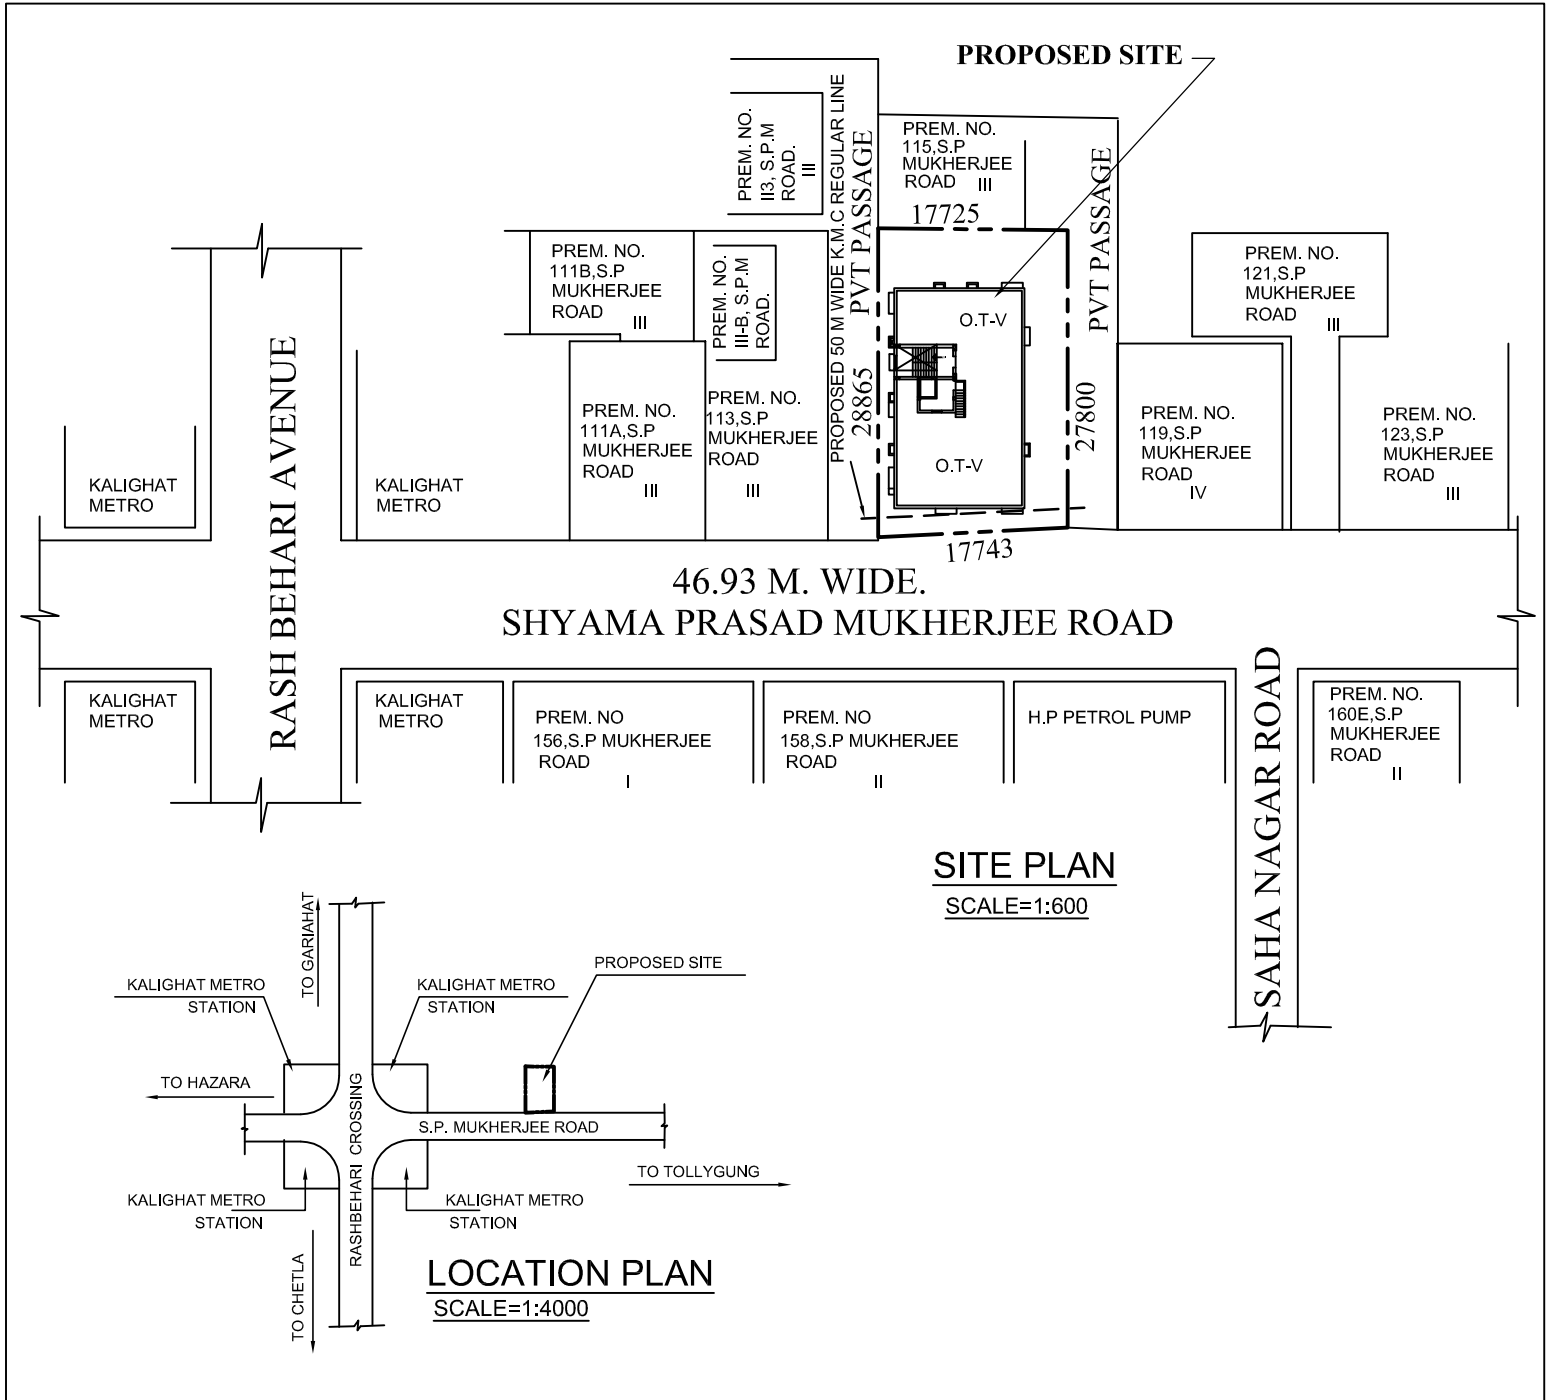 PROPOSED SITE
PREM. NO.
II3, S.P.M
ROAD.
III
PROPOSED 50 M WIDE K.M.C REGULAR LINE
PVT PASSAGE
PREM. NO.
115,S.P
MUKHERJEE
ROAD III
17725
PVT PASSAGE
PREM. NO.
111B,S.P
MUKHERJEE
ROAD
III
PREM. NO.
III-B, S.P.M
ROAD.
O.T-V
O.T-V
28865
27800
17743
PREM. NO.
121,S.P
MUKHERJEE
ROAD III
RASH BEHARI AVENUE
KALIGHAT
METRO
KALIGHAT
METRO
PREM. NO.
111A,S.P
MUKHERJEE
ROAD
III
PREM. NO.
113,S.P
MUKHERJEE
ROAD
III
PREM. NO.
119,S.P
MUKHERJEE
ROAD
IV
PREM. NO.
123,S.P
MUKHERJEE
ROAD
III
46.93 M. WIDE.
SHYAMA PRASAD MUKHERJEE ROAD
KALIGHAT
METRO
KALIGHAT
METRO
PREM. NO
156,S.P MUKHERJEE
ROAD
I
PREM. NO
158,S.P MUKHERJEE
ROAD
II
H.P PETROL PUMP
SAHA NAGAR ROAD
PREM. NO.
160E,S.P
MUKHERJEE
ROAD
II
SITE PLAN
SCALE=1:600
TO GARIAHAT
KALIGHAT METRO
STATION
KALIGHAT METRO
STATION
PROPOSED SITE
TO HAZARA
RASHBEHARI CROSSING
S.P. MUKHERJEE ROAD
TO TOLLYGUNG
KALIGHAT METRO
STATION
KALIGHAT METRO
STATION
TO CHETLA
LOCATION PLAN
SCALE=1:4000